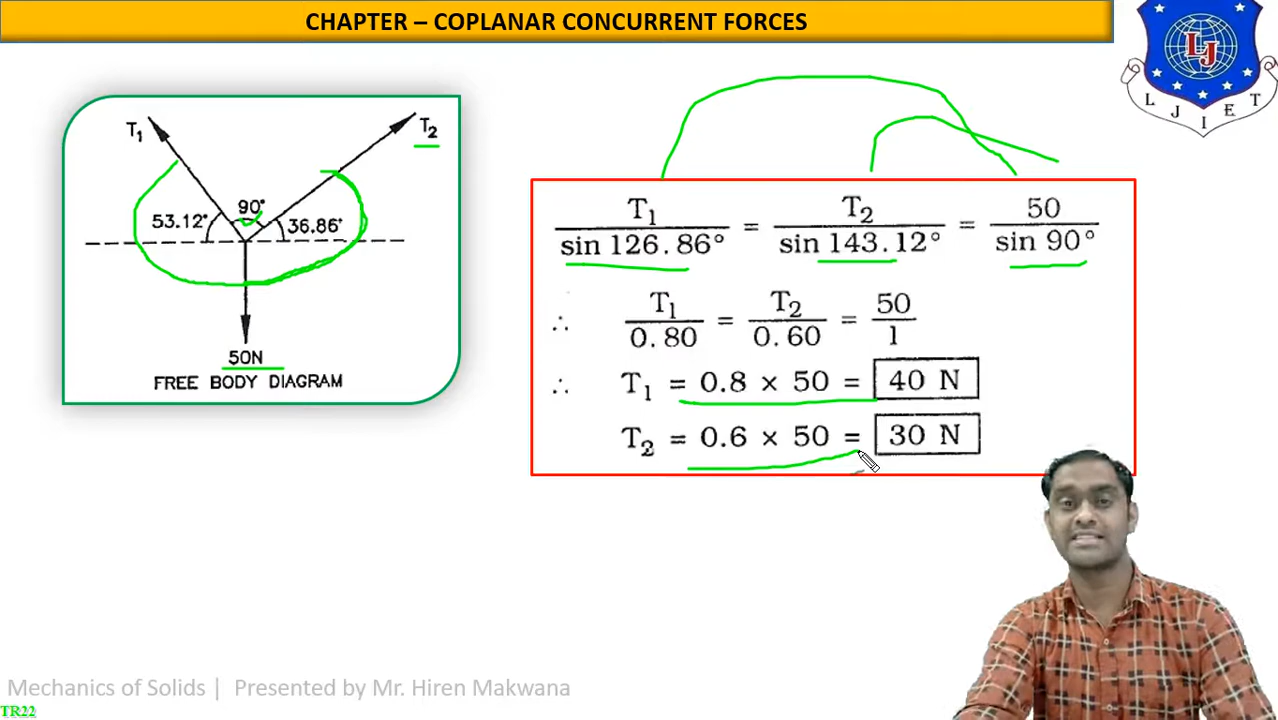 CHAPTER – COPLANAR CONCURRENT FORCES
L J I E T
LJ
T₁
T₂
90°
53.12°
36.86°
50N
FREE BODY DIAGRAM
T₁/sin 126.86° = T₂/sin 143.12° = 50/sin 90°
∴ T₁/0.80 = T₂/0.60 = 50/1
∴ T₁ = 0.8 × 50 = 40 N
T₂ = 0.6 × 50 = 30 N
Mechanics of Solids | Presented by Mr. Hiren Makwana
TR22